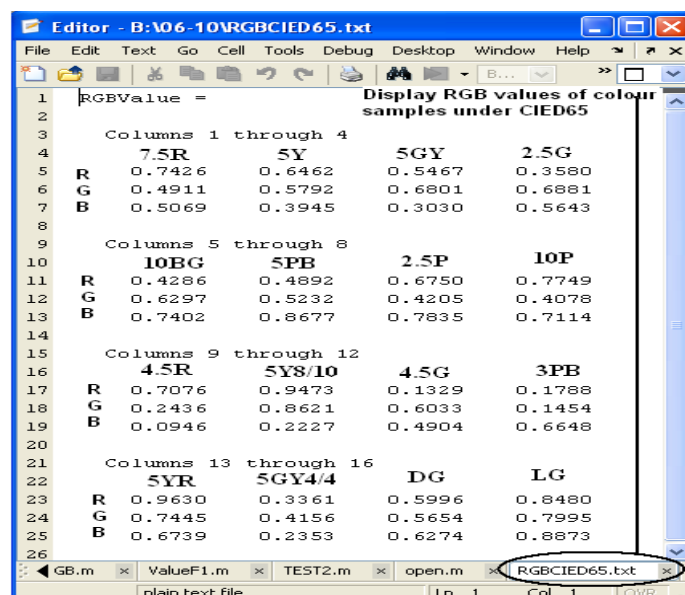 Editor - B:\06-10\RGBCIED65.txt
File Edit Text Go Cell Tools Debug Desktop Window Help
B...
1 RGBValue = Display RGB values of colour
2 samples under CIED65
3 Columns 1 through 4
4 7.5R 5Y 5GY 2.5G
5 R 0.7426 0.6462 0.5467 0.3580
6 G 0.4911 0.5792 0.6801 0.6881
7 B 0.5069 0.3945 0.3030 0.5643
8
9 Columns 5 through 8
10 10BG 5PB 2.5P 10P
11 R 0.4286 0.4892 0.6750 0.7749
12 G 0.6297 0.5232 0.4205 0.4078
13 B 0.7402 0.8677 0.7835 0.7114
14
15 Columns 9 through 12
16 4.5R 5Y8/10 4.5G 3PB
17 R 0.7076 0.9473 0.1329 0.1788
18 G 0.2436 0.8621 0.6033 0.1454
19 B 0.0946 0.2227 0.4904 0.6648
20
21 Columns 13 through 16
22 5YR 5GY4/4 DG LG
23 R 0.9630 0.3361 0.5996 0.8480
24 G 0.7445 0.4156 0.5654 0.7995
25 B 0.6739 0.2353 0.6274 0.8873
26
GB.m ValueF1.m TEST2.m open.m RGBCIED65.txt
plain text file Ln 1 Col 1 OVR